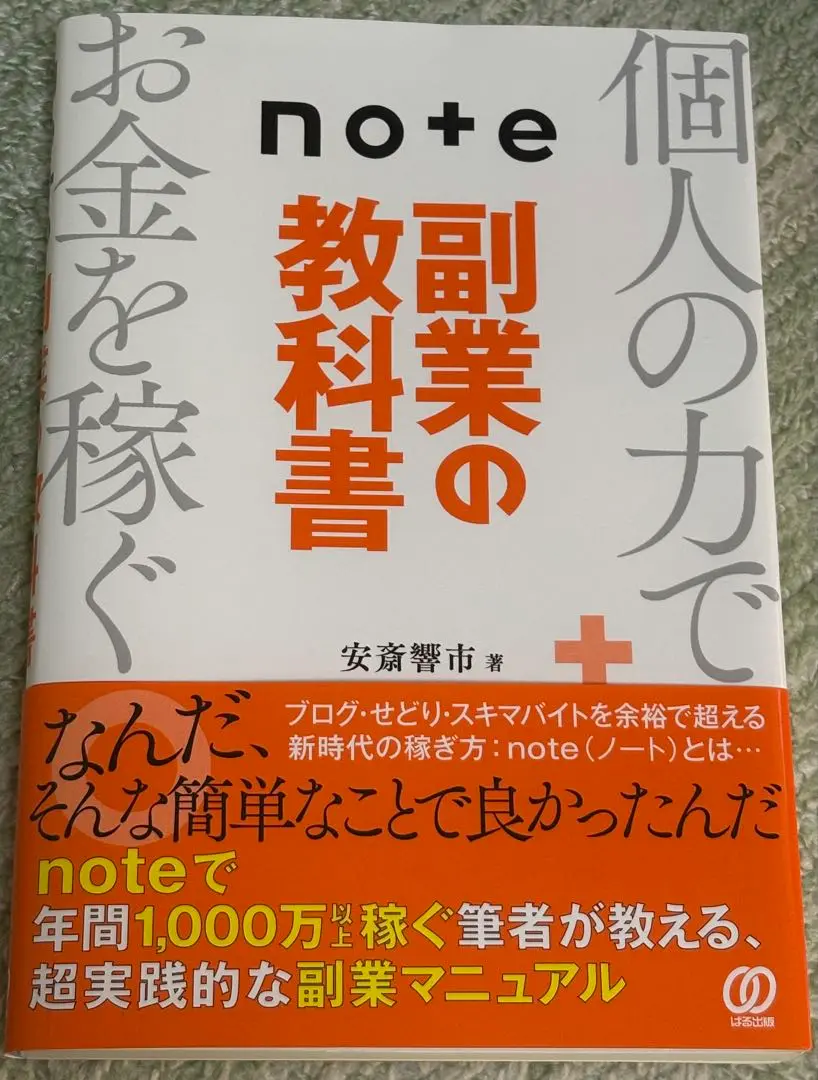 個人の力で
お金を稼ぐ。
note
副業の
教科書
安斎響市 著
ブログ・せどり・スキマバイトを余裕で超える
新時代の稼ぎ方:note(ノート)とは…
なんだ、
そんな簡単なことで良かったんだ
noteで
年間1,000万以上稼ぐ筆者が教える、
超実践的な副業マニュアル
ぱる出版